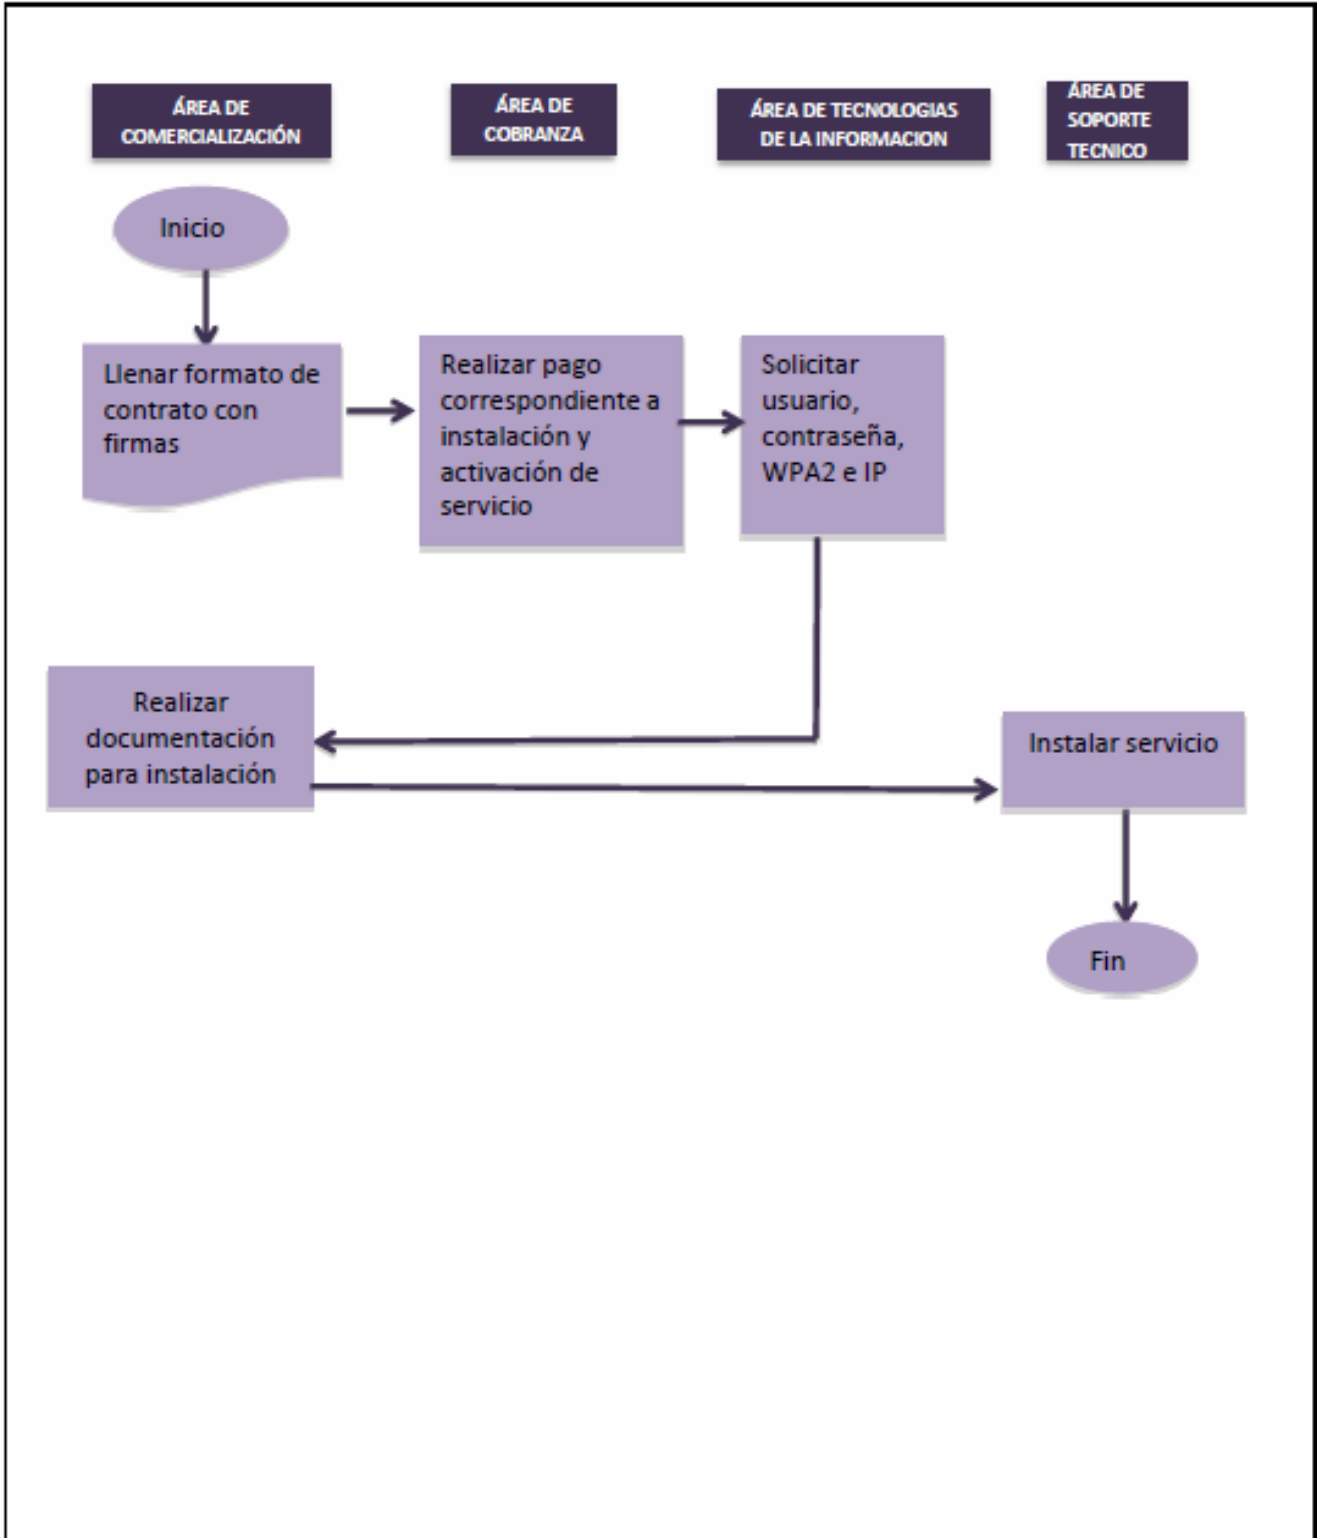 ÁREA DE
COMERCIALIZACIÓN
ÁREA DE
COBRANZA
ÁREA DE TECNOLOGIAS
DE LA INFORMACION
ÁREA DE
SOPORTE
TECNICO
Inicio
Llenar formato de
contrato con
firmas
Realizar pago
correspondiente a
instalación y
activación de
servicio
Solicitar
usuario,
contraseña,
WPA2 e IP
Realizar
documentación
para instalación
Instalar servicio
Fin